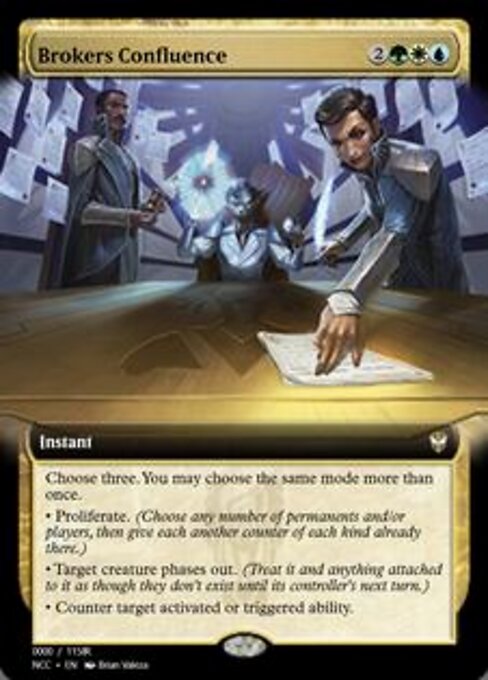 Brokers Confluence
2
Instant
Choose three. You may choose the same mode more than
once.
• Proliferate. (Choose any number of permanents and/or
players, then give each another counter of each kind already
there.)
• Target creature phases out. (Treat it and anything attached
to it as though they don't exist until its controller's next turn.)
• Counter target activated or triggered ability.
NCC • EN Brian Valeza